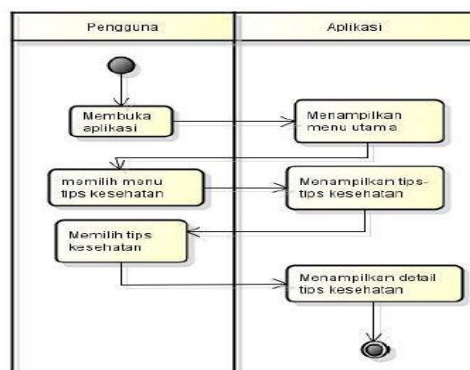 Pengguna
Aplikasi
Membuka
aplikasi
Menampilkan
menu utama
memilih menu
tips kesehatan
Menampilkan tips-
tips kesehatan
Memilih tips
kesehatan
Menampilkan detail
tips kesehatan